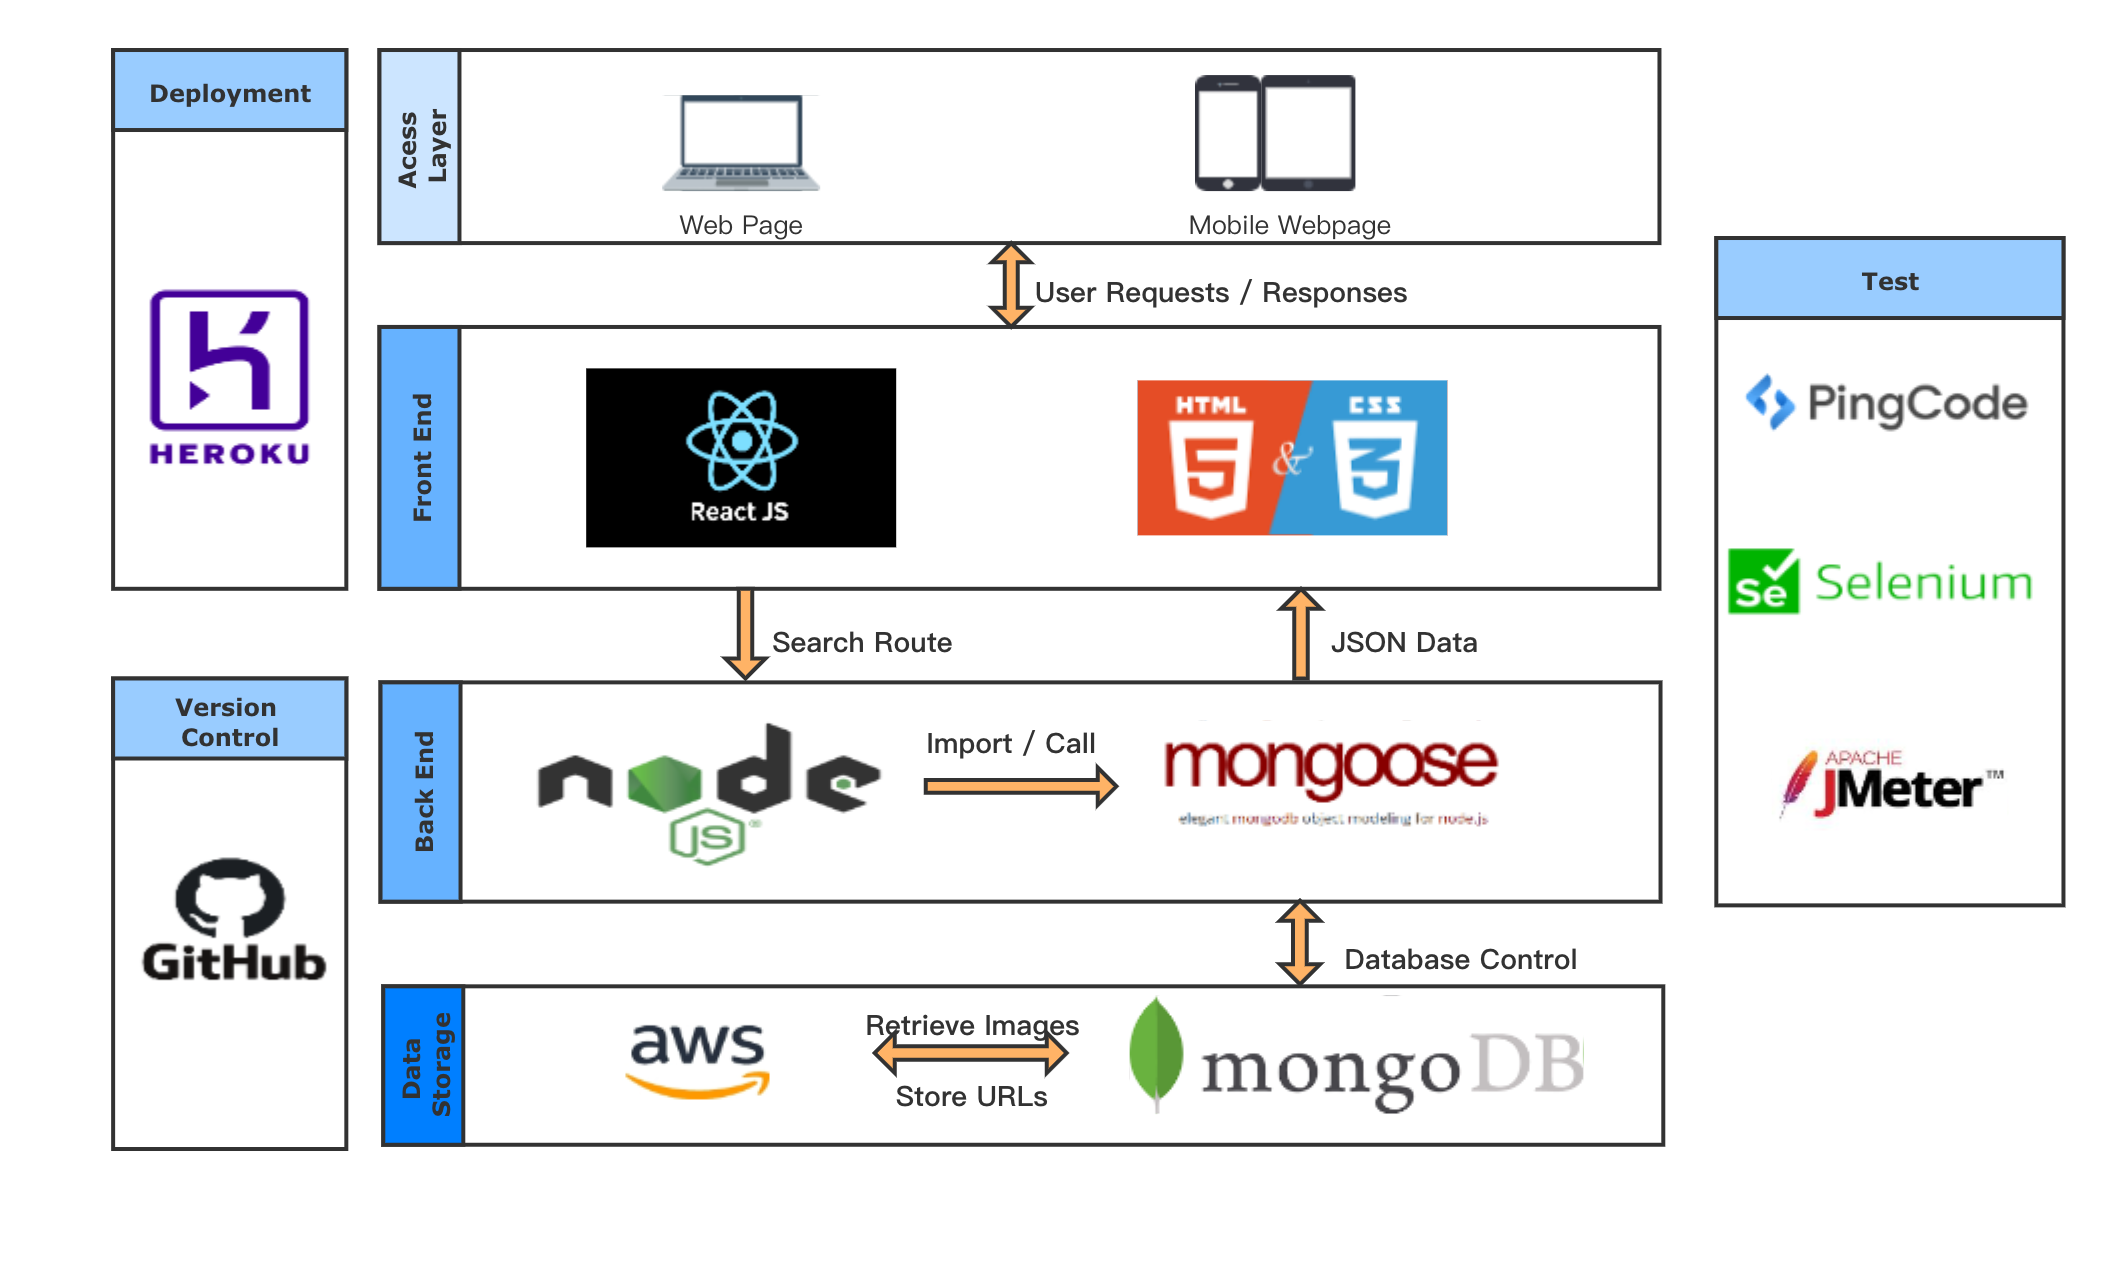 Deployment
HEROKU
Version
Control
GitHub
Acess
Layer
Web Page
Mobile Webpage
User Requests / Responses
Front End
React JS
HTML
5
&
CSS
3
Search Route
JSON Data
Back End
node
JS®
Import / Call
mongoose
elegant mongodb object modeling for node.js
Database Control
Data
Storage
aws
Retrieve Images
Store URLs
mongoDB
Test
PingCode
Se Selenium
APACHE
JMeter™